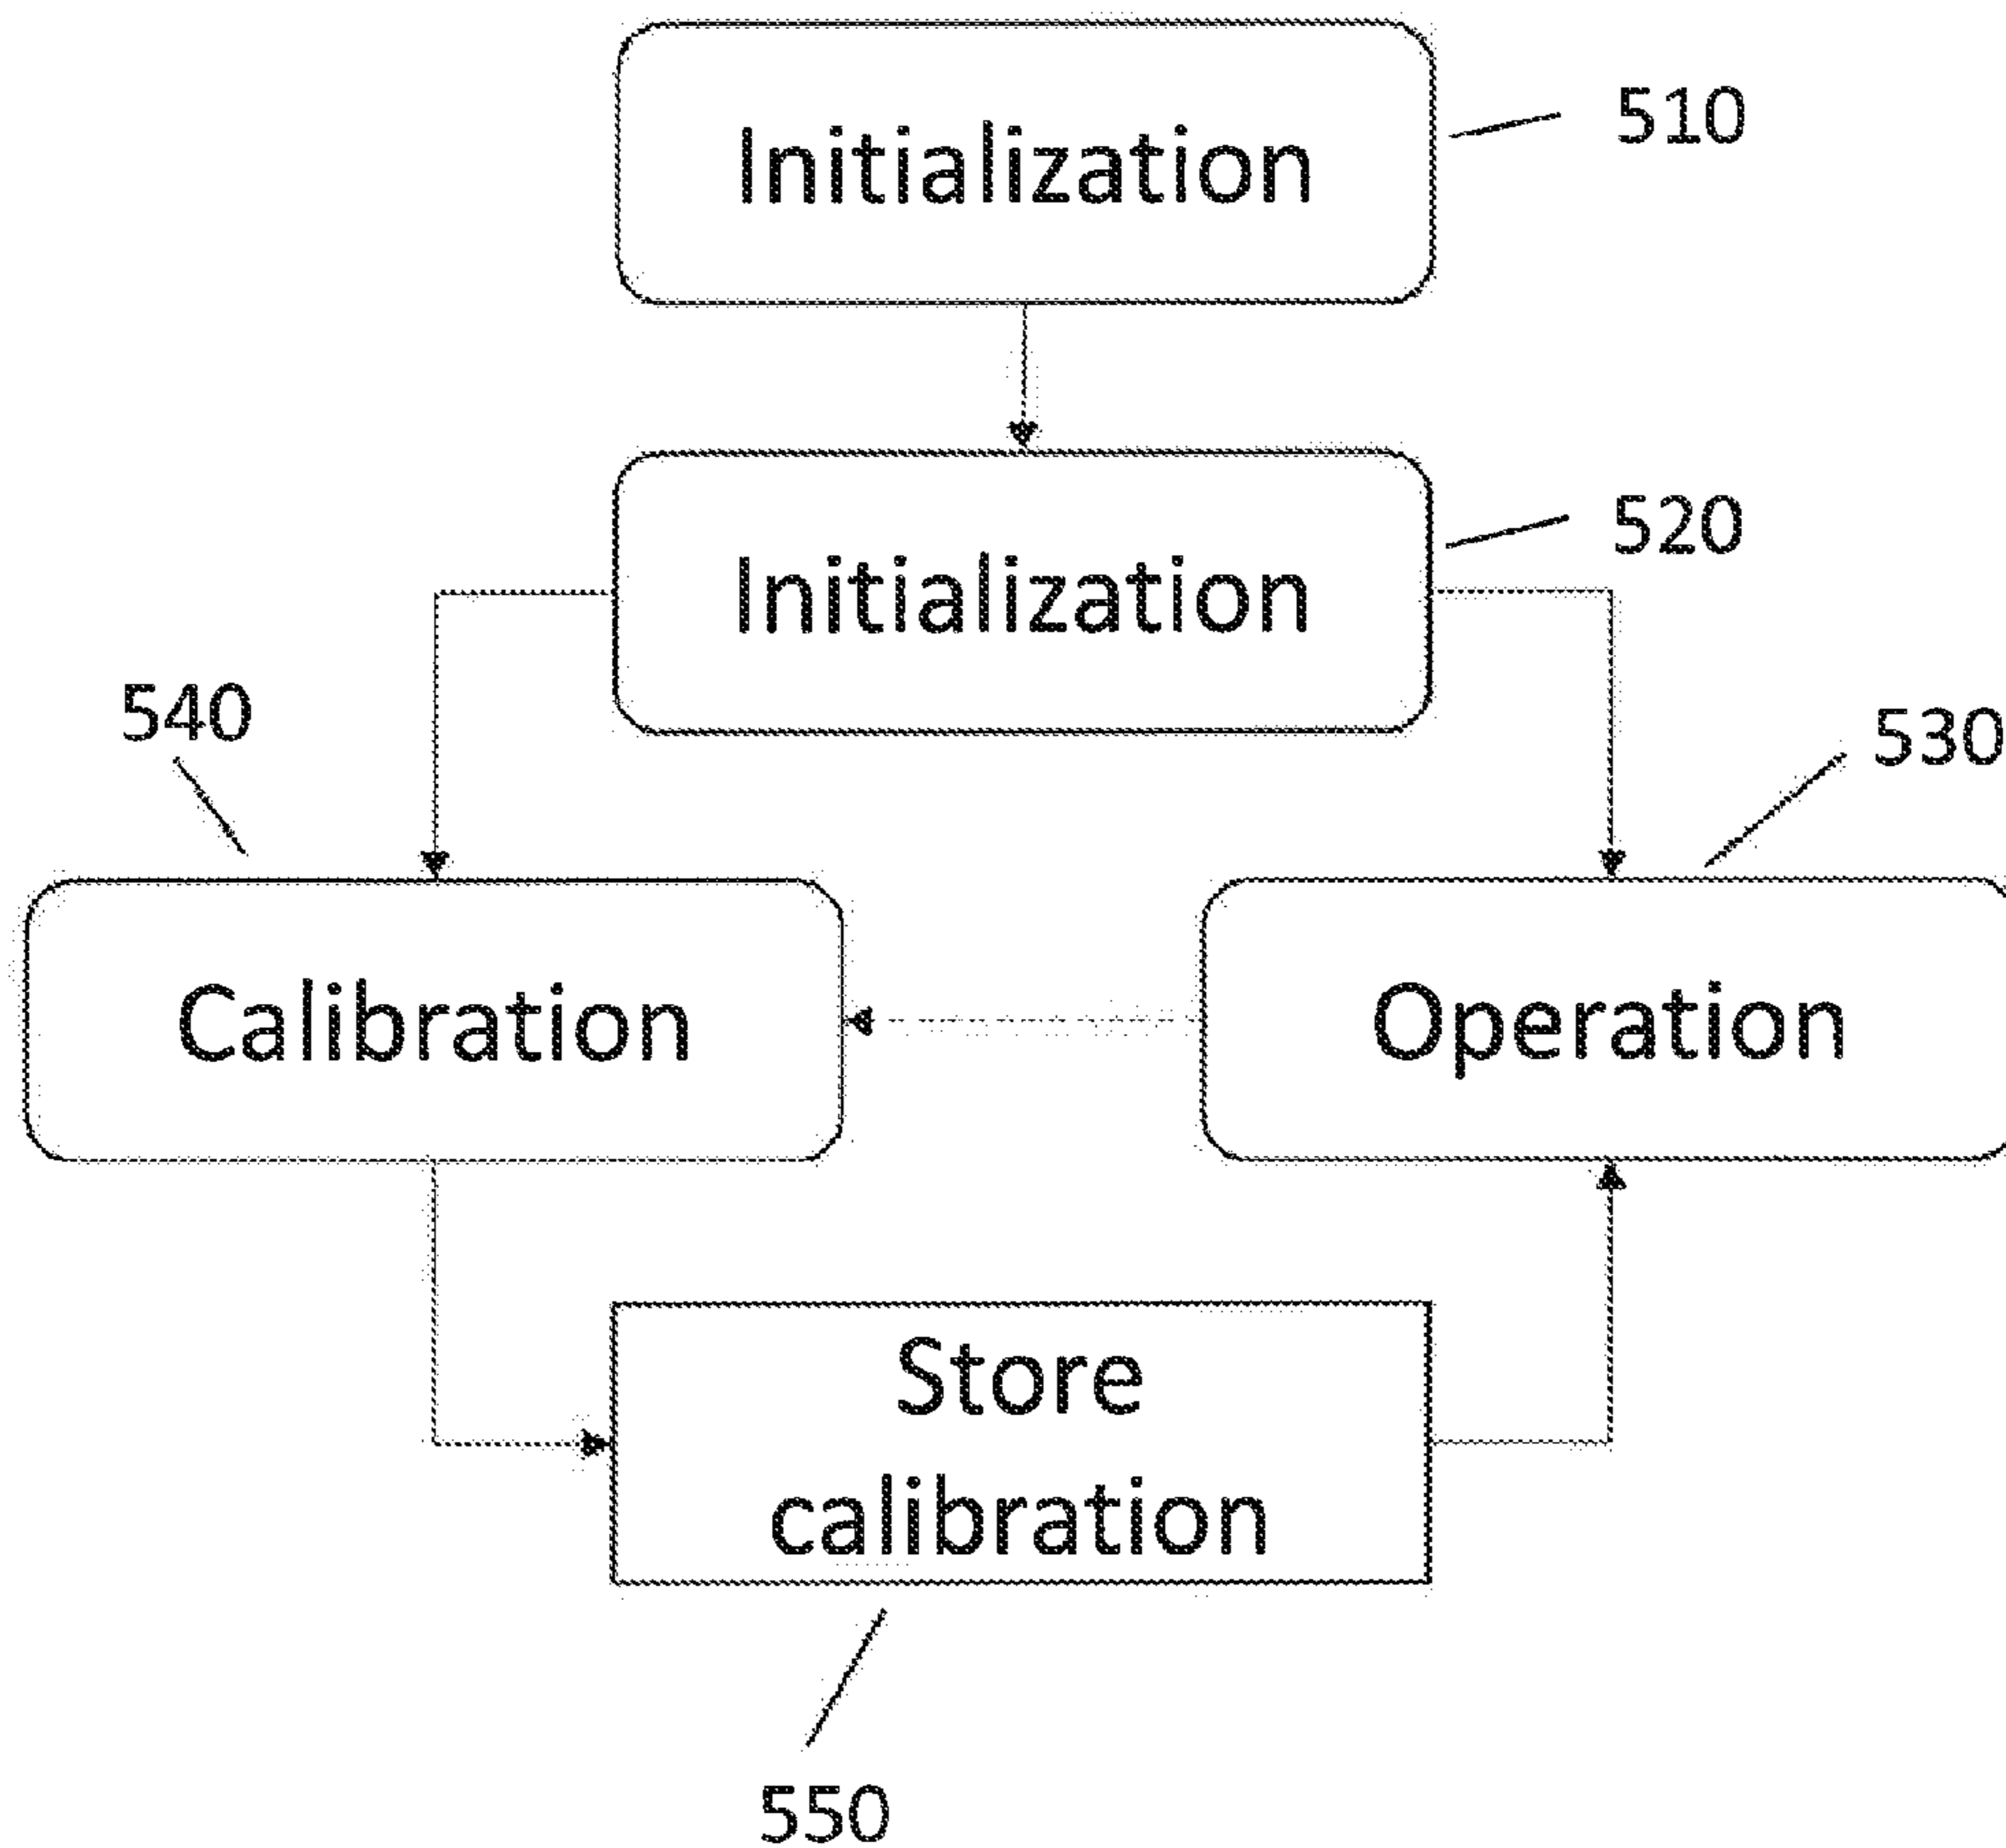 Initialization
510
Initialization
520
540
530
Calibration
Operation
Store
calibration
550